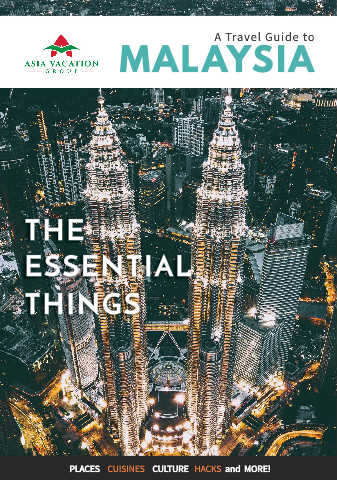 A Travel Guide to
MALAYSIA
ASIA VACATION
GROUP
THE
ESSENTIAL
THINGS
PLACES CUISINES CULTURE HACKS and MORE!